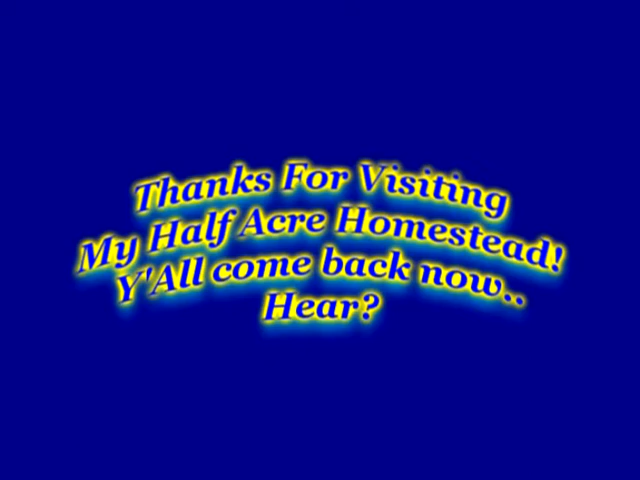 Thanks For Visiting
My Half Acre Homestead!
Y'All come back now..
Hear?